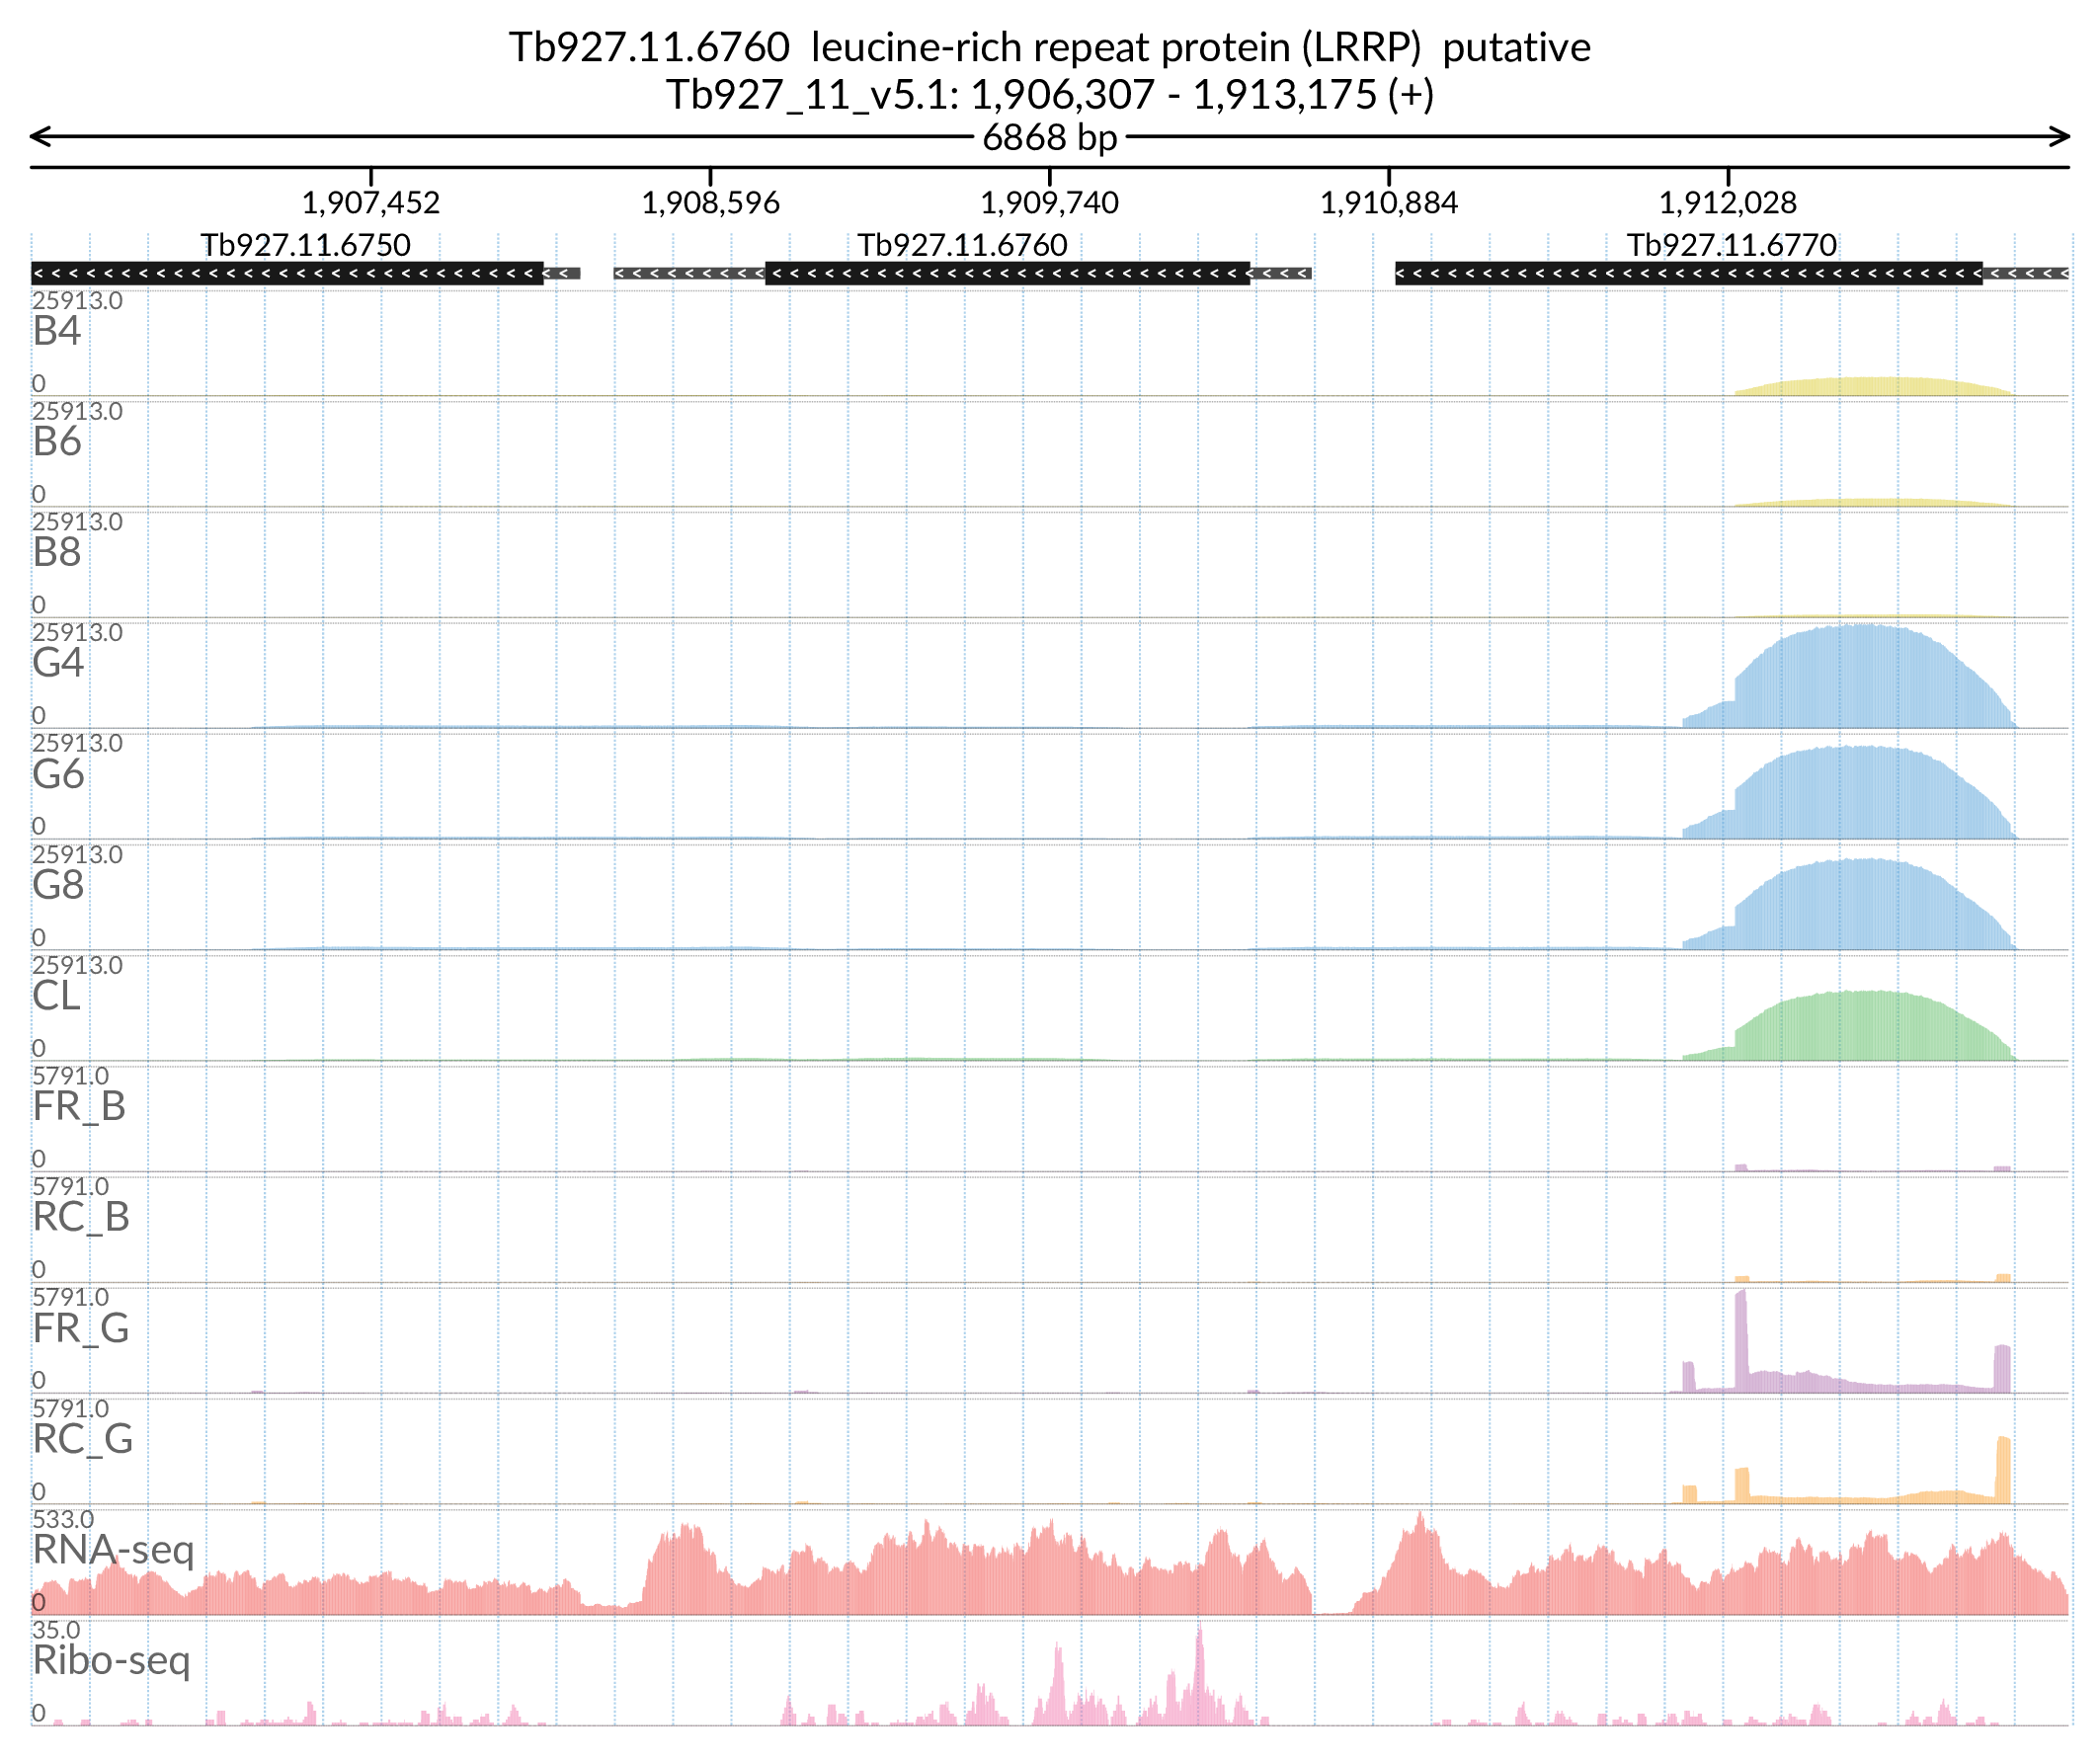 Tb927.11.6760  leucine-rich repeat protein (LRRP)  putative
Tb927_11_v5.1: 1,906,307 - 1,913,175 (+)
6868 bp
1,907,452 1,908,596 1,909,740 1,910,884 1,912,028
Tb927.11.6750 Tb927.11.6760 Tb927.11.6770
25913.0
B4
0
25913.0
B6
0
25913.0
B8
0
25913.0
G4
0
25913.0
G6
0
25913.0
G8
0
25913.0
CL
0
5791.0
FR_B
0
5791.0
RC_B
0
5791.0
FR_G
0
5791.0
RC_G
0
533.0
RNA-seq
0
35.0
Ribo-seq
0